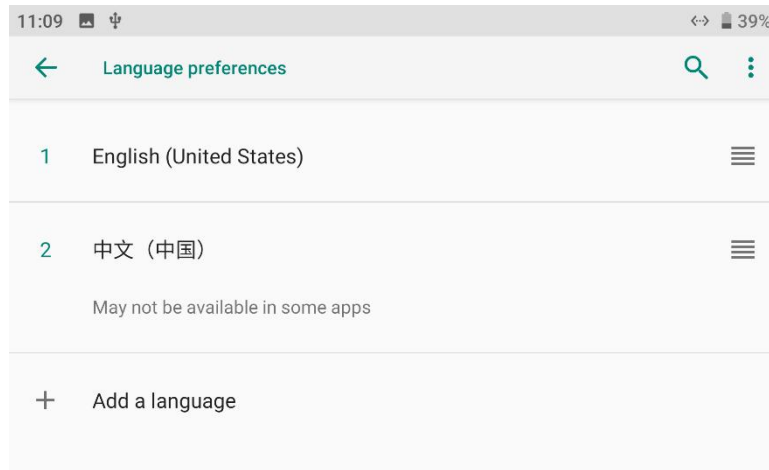 11:09 39%
Language preferences
1 English (United States)
2 中文（中国）
May not be available in some apps
Add a language